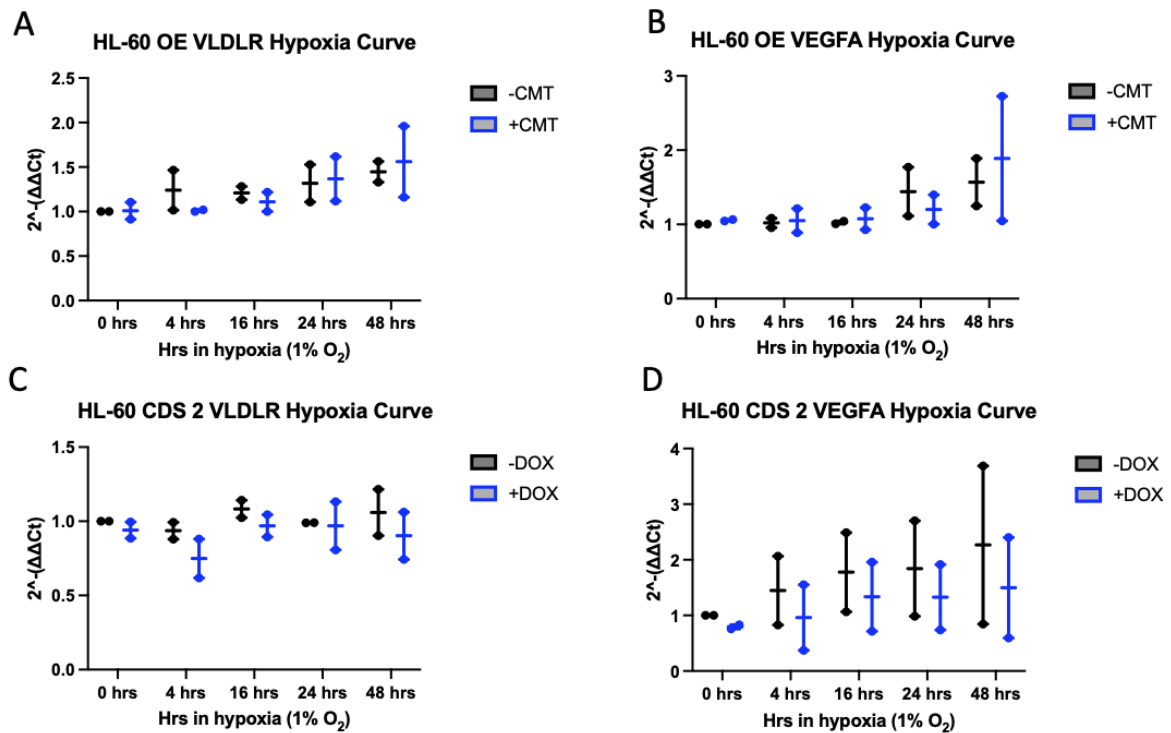 A
HL-60 OE VLDLR Hypoxia Curve
2^-(ΔΔCt)
2.5
2.0
1.5
1.0
0.5
0.0
0 hrs 4 hrs 16 hrs 24 hrs 48 hrs
Hrs in hypoxia (1% O₂)
-CMT
+CMT
B
HL-60 OE VEGFA Hypoxia Curve
2^-(ΔΔCt)
3
2
1
0
0 hrs 4 hrs 16 hrs 24 hrs 48 hrs
Hrs in hypoxia (1% O₂)
-CMT
+CMT
C
HL-60 CDS 2 VLDLR Hypoxia Curve
2^-(ΔΔCt)
1.5
1.0
0.5
0.0
0 hrs 4 hrs 16 hrs 24 hrs 48 hrs
Hrs in hypoxia (1% O₂)
-DOX
+DOX
D
HL-60 CDS 2 VEGFA Hypoxia Curve
2^-(ΔΔCt)
4
3
2
1
0
0 hrs 4 hrs 16 hrs 24 hrs 48 hrs
Hrs in hypoxia (1% O₂)
-DOX
+DOX